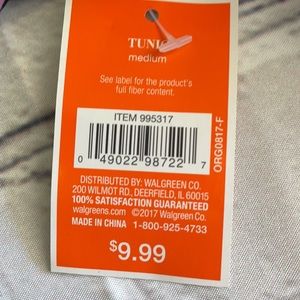 medium
See label for the product's
full fiber content.
ITEM 995317
0 49022 98722 7
ORG0817-F
DISTRIBUTED BY: WALGREEN CO.
200 WILMOT RD., DEERFIELD, IL 60015
100% SATISFACTION GUARANTEED
walgreens.com ©2017 Walgreen Co.
MADE IN CHINA 1-800-925-4733
$9.99